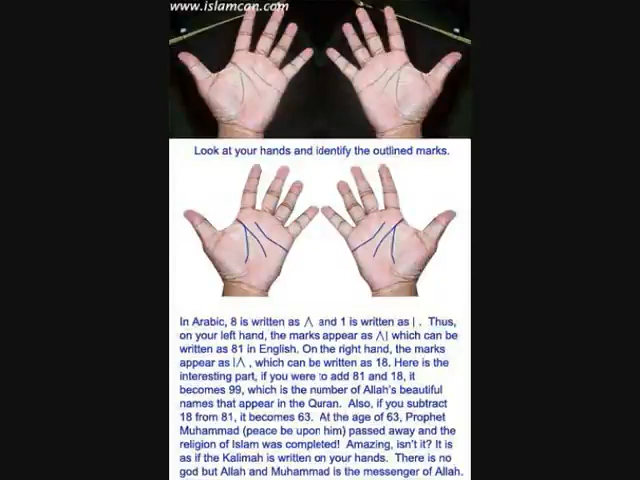 www.islamcan.com
Look at your hands and identify the outlined marks.
In Arabic, 8 is written as ٨ and 1 is written as ا. Thus,
on your left hand, the marks appear as ٨ا which can be
written as 81 in English. On the right hand, the marks
appear as ا٨, which can be written as 18. Here is the
interesting part, if you were to add 81 and 18, it
becomes 99, which is the number of Allah's beautiful
names that appear in the Quran. Also, if you subtract
18 from 81, it becomes 63. At the age of 63, Prophet
Muhammad (peace be upon him) passed away and the
religion of Islam was completed! Amazing, isn't it? It is
as if the Kalimah is written on your hands. There is no
god but Allah and Muhammad is the messenger of Allah.